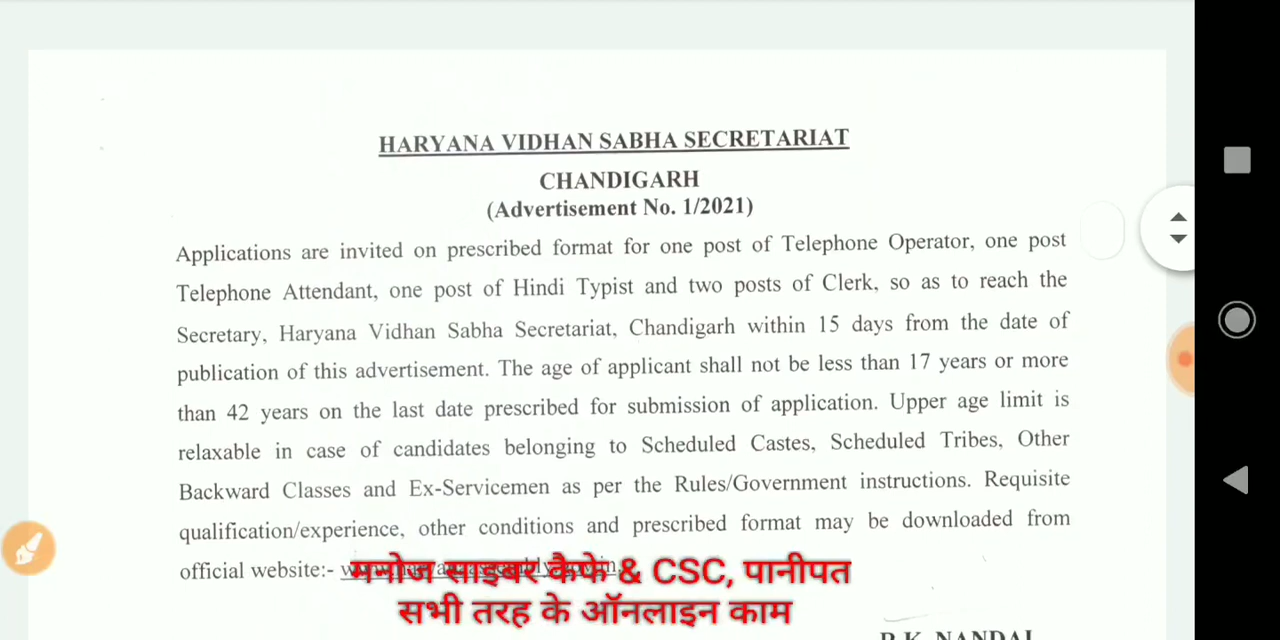 HARYANA VIDHAN SABHA SECRETARIAT
CHANDIGARH
(Advertisement No. 1/2021)
Applications are invited on prescribed format for one post of Telephone Operator, one post
Telephone Attendant, one post of Hindi Typist and two posts of Clerk, so as to reach the
Secretary, Haryana Vidhan Sabha Secretariat, Chandigarh within 15 days from the date of
publication of this advertisement. The age of applicant shall not be less than 17 years or more
than 42 years on the last date prescribed for submission of application. Upper age limit is
relaxable in case of candidates belonging to Scheduled Castes, Scheduled Tribes, Other
Backward Classes and Ex-Servicemen as per the Rules/Government instructions. Requisite
qualification/experience, other conditions and prescribed format may be downloaded from
official website:-
मनोज साइबर कैफे & CSC, पानीपत
सभी तरह के ऑनलाइन काम